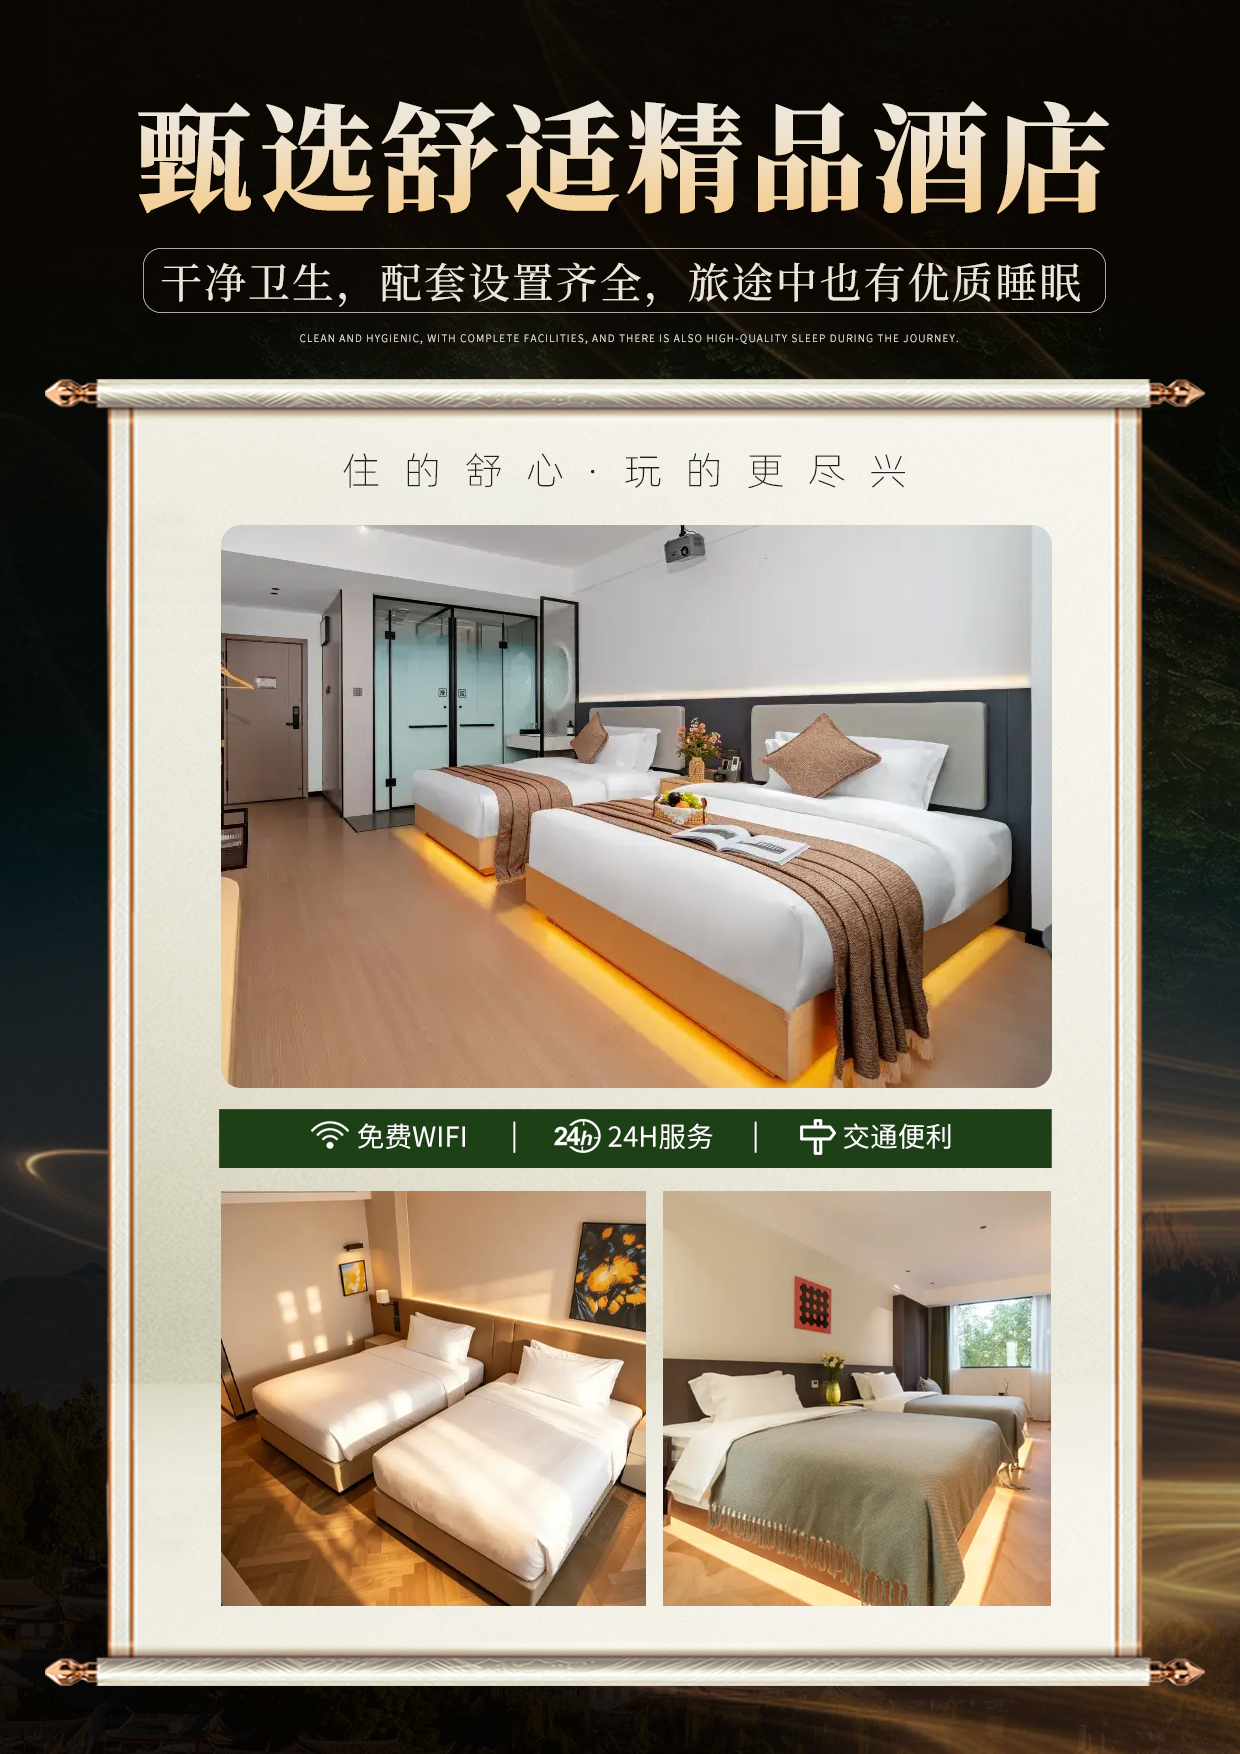 甄选舒适精品酒店
干净卫生，配套设置齐全，旅途中也有优质睡眠
CLEAN AND HYGIENIC, WITH COMPLETE FACILITIES, AND THERE IS ALSO HIGH-QUALITY SLEEP DURING THE JOURNEY.
住的舒心·玩的更尽兴
免费WIFI | 24h 24H服务 | 交通便利